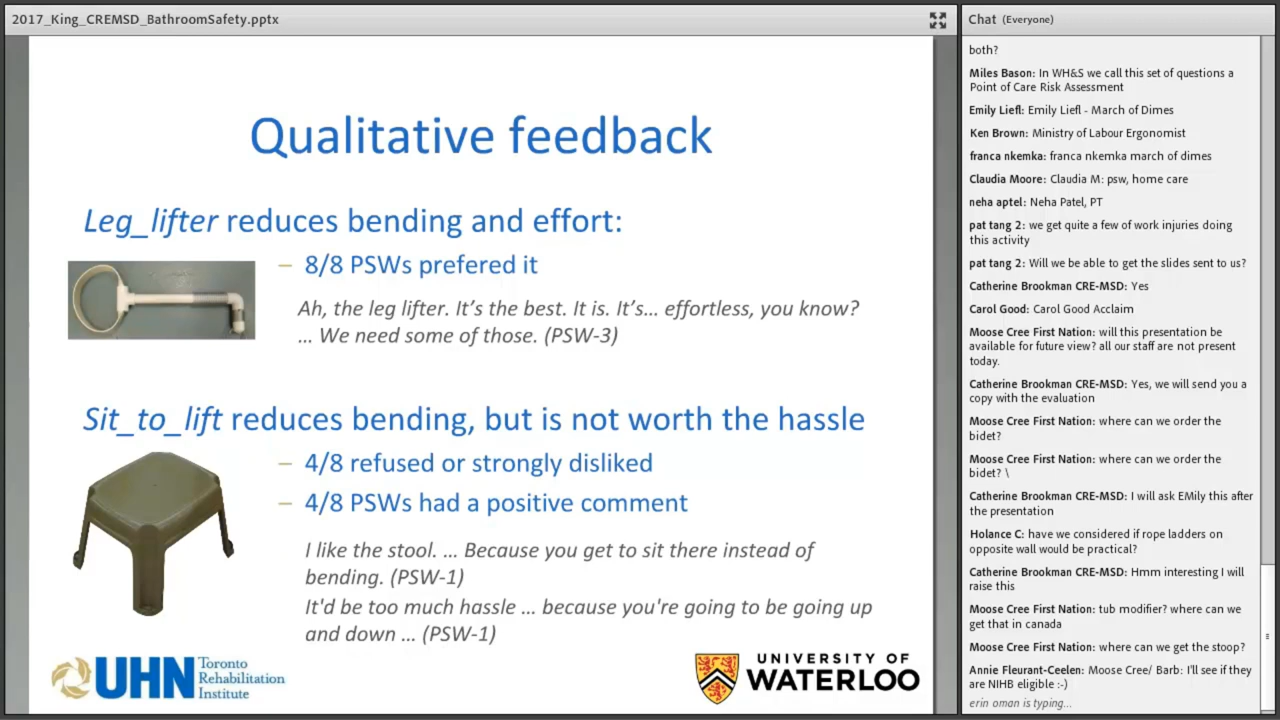 2017_King_CREMSD_BathroomSafety.pptx
Qualitative feedback
Leg_lifter reduces bending and effort:
– 8/8 PSWs prefered it
Ah, the leg lifter. It’s the best. It is. It’s… effortless, you know?
… We need some of those. (PSW-3)
Sit_to_lift reduces bending, but is not worth the hassle
– 4/8 refused or strongly disliked
– 4/8 PSWs had a positive comment
I like the stool. … Because you get to sit there instead of
bending. (PSW-1)
It'd be too much hassle … because you're going to be going up
and down … (PSW-1)
UHN Toronto
Rehabilitation
Institute
UNIVERSITY OF
WATERLOO
Chat (Everyone)
both?
Miles Bason: In WH&S we call this set of questions a
Point of Care Risk Assessment
Emily Liefl: Emily Liefl - March of Dimes
Ken Brown: Ministry of Labour Ergonomist
franca nkemka: franca nkemka march of dimes
Claudia Moore: Claudia M: psw, home care
neha aptel: Neha Patel, PT
pat tang 2: we get quite a few of work injuries doing
this activity
pat tang 2: Will we be able to get the slides sent to us?
Catherine Brookman CRE-MSD: Yes
Carol Good: Carol Good Acclaim
Moose Cree First Nation: will this presentation be
available for future view? all our staff are not present
today.
Catherine Brookman CRE-MSD: Yes, we will send you a
copy with the evaluation
Moose Cree First Nation: where can we order the
bidet?
Moose Cree First Nation: where can we order the
bidet? \
Catherine Brookman CRE-MSD: I will ask EMily this after
the presentation
Holance C: have we considered if rope ladders on
opposite wall would be practical?
Catherine Brookman CRE-MSD: Hmm interesting I will
raise this
Moose Cree First Nation: tub modifier? where can we
get that in canada
Moose Cree First Nation: where can we get the stoop?
Annie Fleurant-Ceelen: Moose Cree/ Barb: I'll see if they
are NIHB eligible :-)
erin oman is typing...